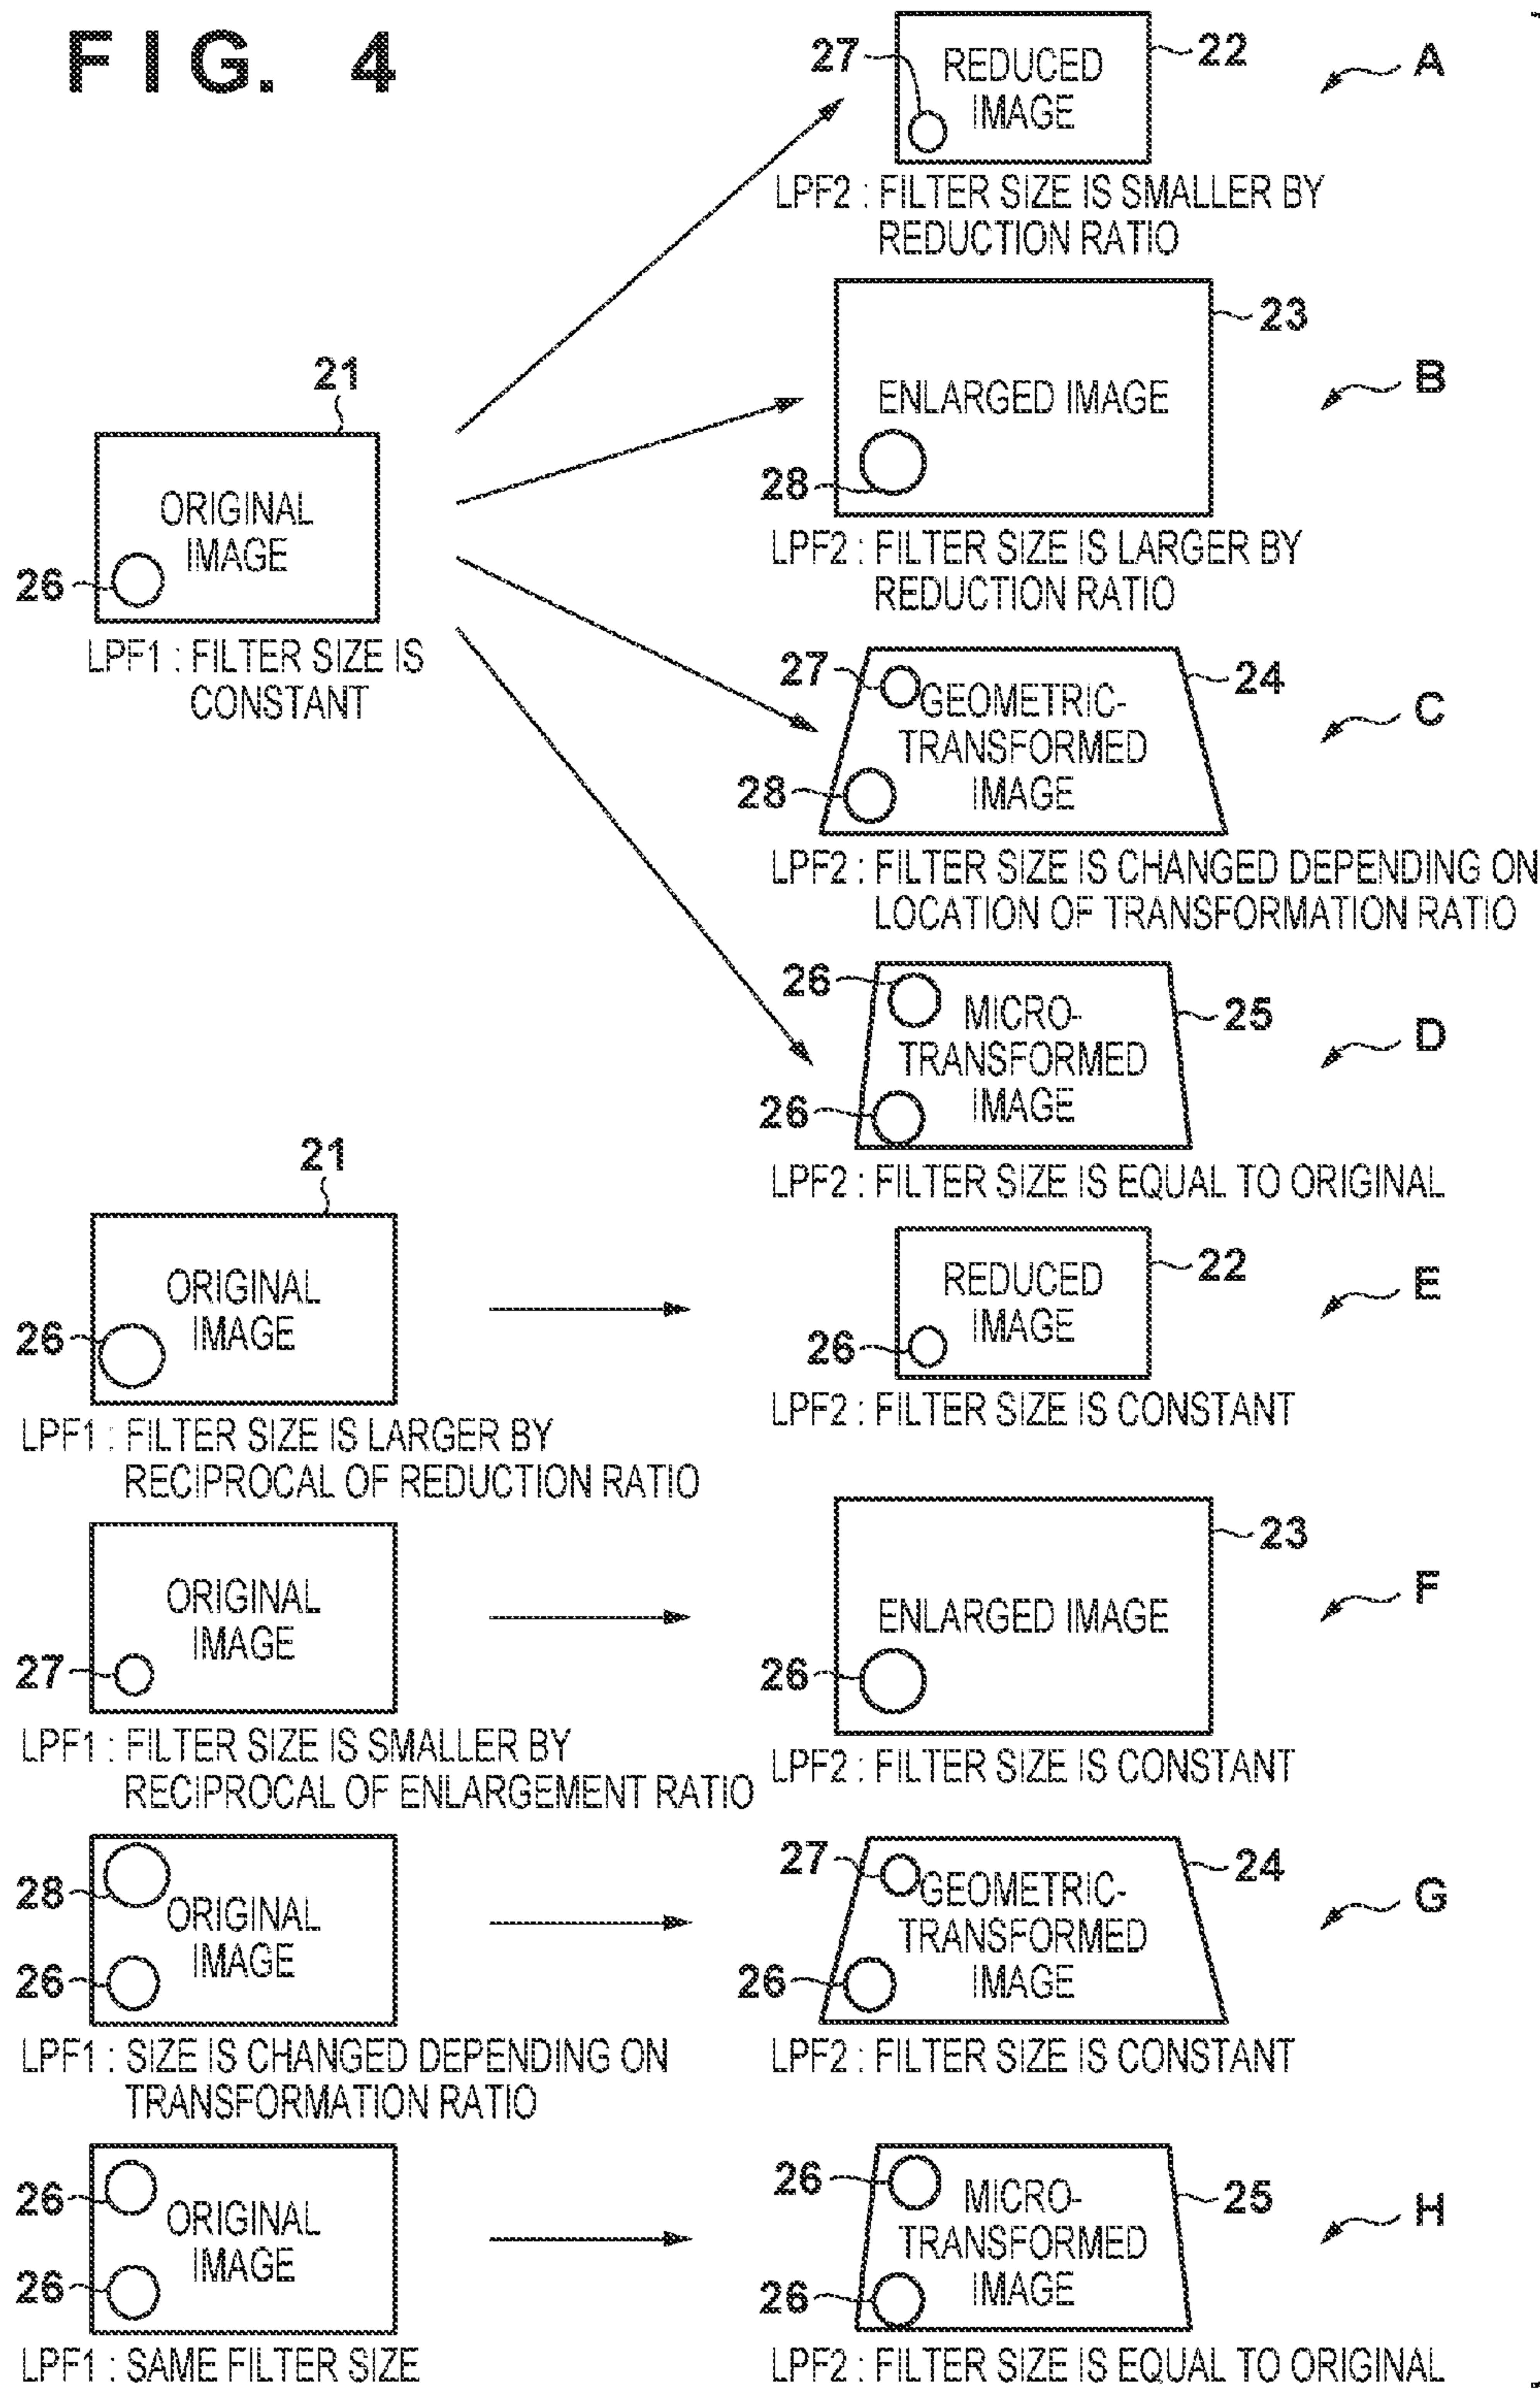 FIG. 4
27
REDUCED
IMAGE
22
A
LPF2 : FILTER SIZE IS SMALLER BY
REDUCTION RATIO
23
ENLARGED IMAGE
B
28
LPF2 : FILTER SIZE IS LARGER BY
REDUCTION RATIO
21
ORIGINAL
IMAGE
26
LPF1 : FILTER SIZE IS
CONSTANT
27
GEOMETRIC-
TRANSFORMED
IMAGE
24
C
28
LPF2 : FILTER SIZE IS CHANGED DEPENDING ON
LOCATION OF TRANSFORMATION RATIO
26
MICRO-
TRANSFORMED
IMAGE
25
D
26
LPF2 : FILTER SIZE IS EQUAL TO ORIGINAL
21
ORIGINAL
IMAGE
26
LPF1 : FILTER SIZE IS LARGER BY
RECIPROCAL OF REDUCTION RATIO
REDUCED
IMAGE
22
E
26
LPF2 : FILTER SIZE IS CONSTANT
ORIGINAL
IMAGE
27
LPF1 : FILTER SIZE IS SMALLER BY
RECIPROCAL OF ENLARGEMENT RATIO
23
ENLARGED IMAGE
F
26
LPF2 : FILTER SIZE IS CONSTANT
28
ORIGINAL
IMAGE
26
LPF1 : SIZE IS CHANGED DEPENDING ON
TRANSFORMATION RATIO
27
GEOMETRIC-
TRANSFORMED
IMAGE
24
G
26
LPF2 : FILTER SIZE IS CONSTANT
26
ORIGINAL
IMAGE
26
LPF1 : SAME FILTER SIZE
26
MICRO-
TRANSFORMED
IMAGE
25
H
26
LPF2 : FILTER SIZE IS EQUAL TO ORIGINAL